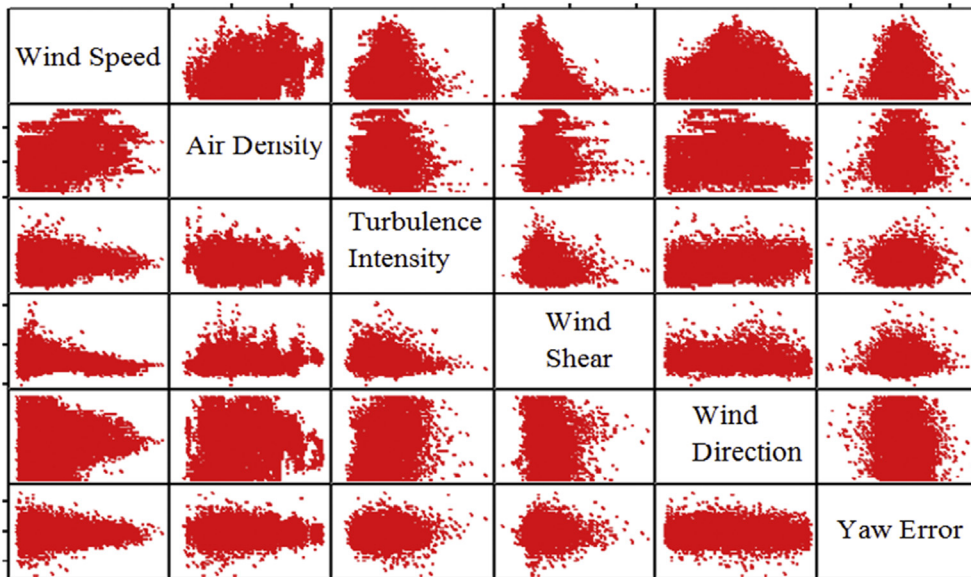 Wind Speed
Air Density
Turbulence
Intensity
Wind
Shear
Wind
Direction
Yaw Error